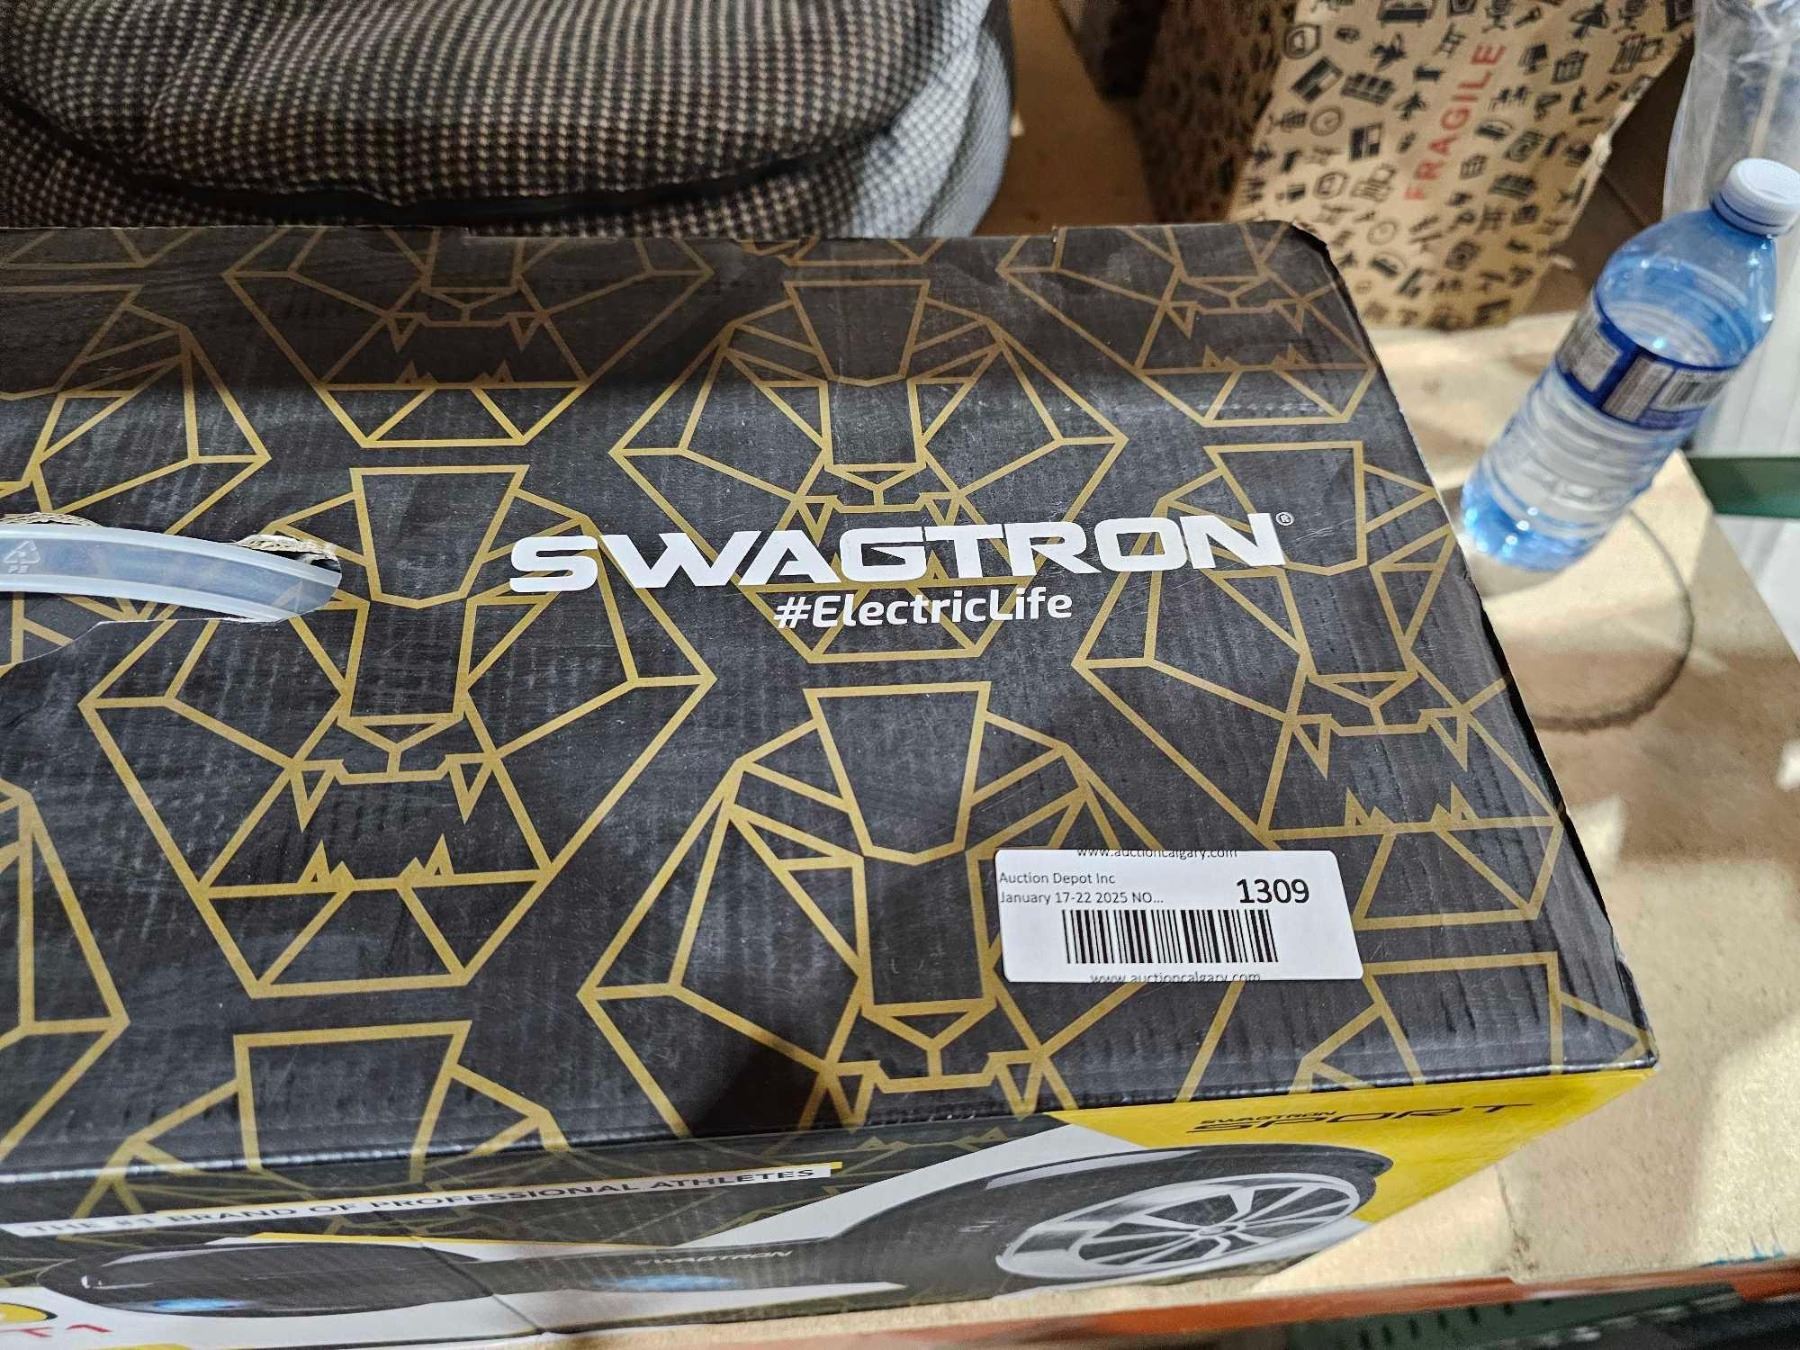 FRAGILE
SWAGTRON®
#ElectricLife
www.auctioncalgary.com
Auction Depot Inc
January 17-22 2025 NO...
1309
www.auctioncalgary.com
SWAGTRON
SPORT
THE #1 BRAND OF PROFESSIONAL ATHLETES
SWAGTRON